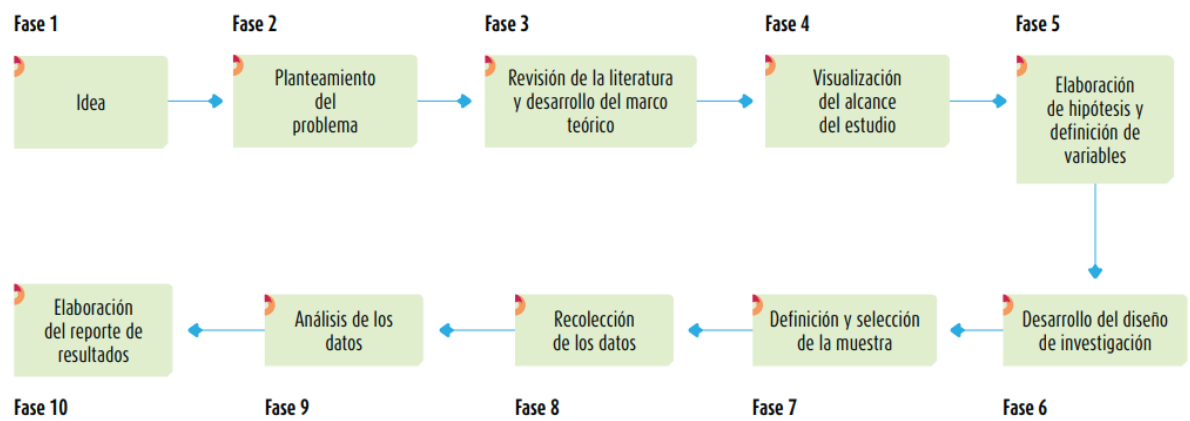 Fase 1
Idea
Fase 2
Planteamiento
del
problema
Fase 3
Revisión de la literatura
y desarrollo del marco
teórico
Fase 4
Visualización
del alcance
del estudio
Fase 5
Elaboración
de hipótesis y
definición de
variables
Desarrollo del diseño
de investigación
Fase 6
Definición y selección
de la muestra
Fase 7
Recolección
de los datos
Fase 8
Análisis de los
datos
Fase 9
Elaboración
del reporte de
resultados
Fase 10